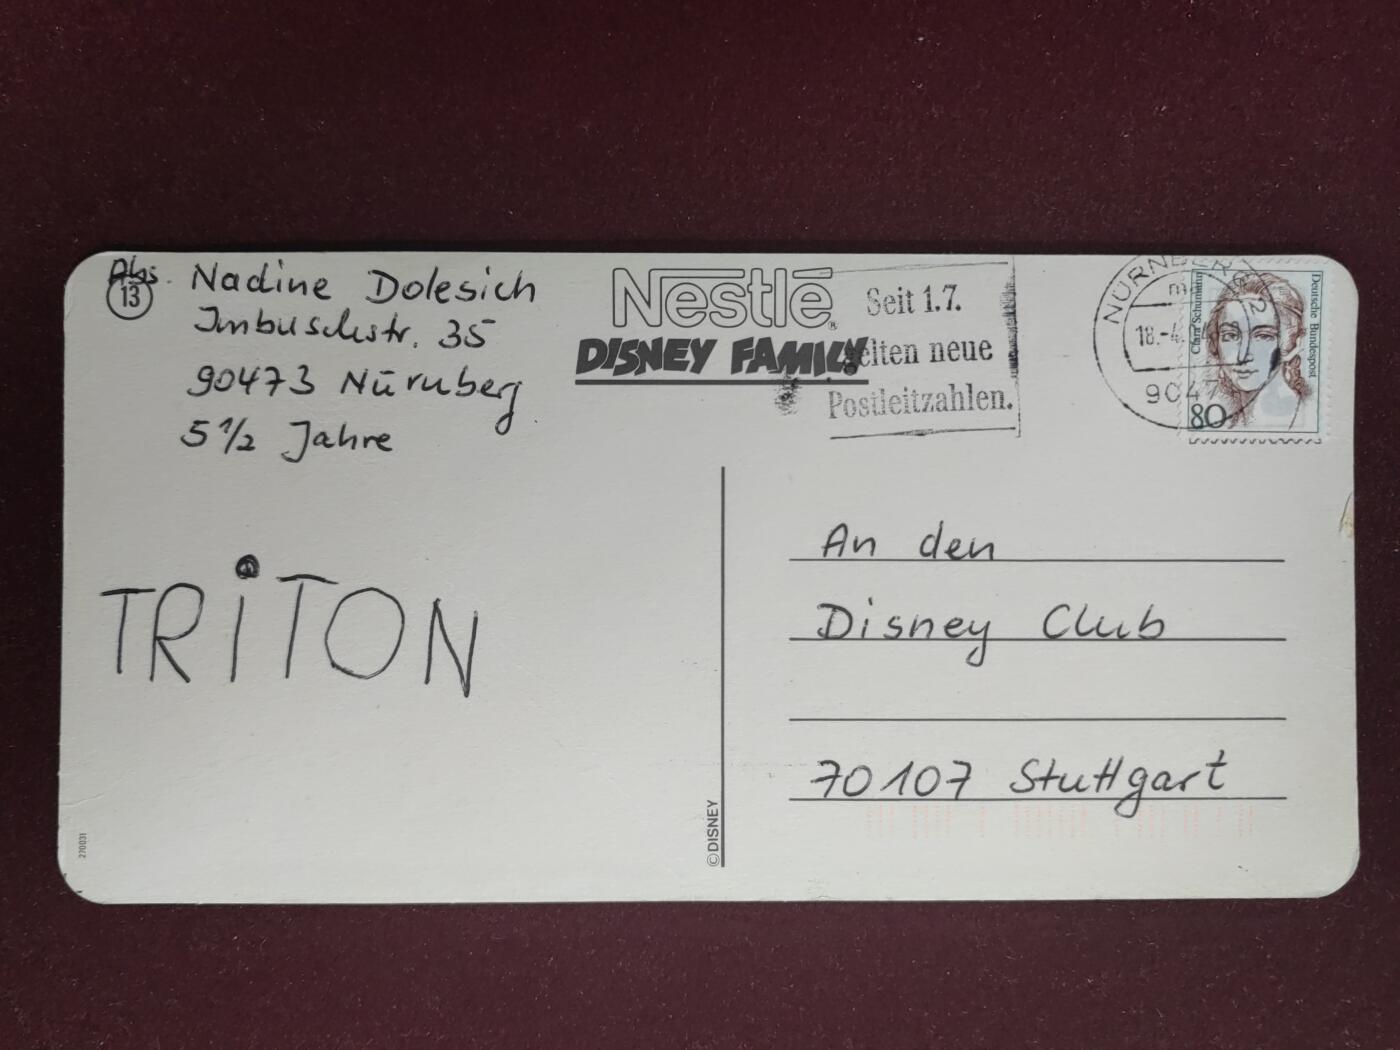 Abs. Nadine Dolesich
13
Imbuschstr. 35
90473 Nürnberg
5 1/2 Jahre
TRiTON
Nestlé®
DISNEY FAMILY
Seit 1.7.
gelten neue
Postleitzahlen.
NÜRNBERG
18.-4.
9047
Clara Schumann
Deutsche Bundespost
80
An den
Disney Club
70107 Stuttgart
©DISNEY
270031